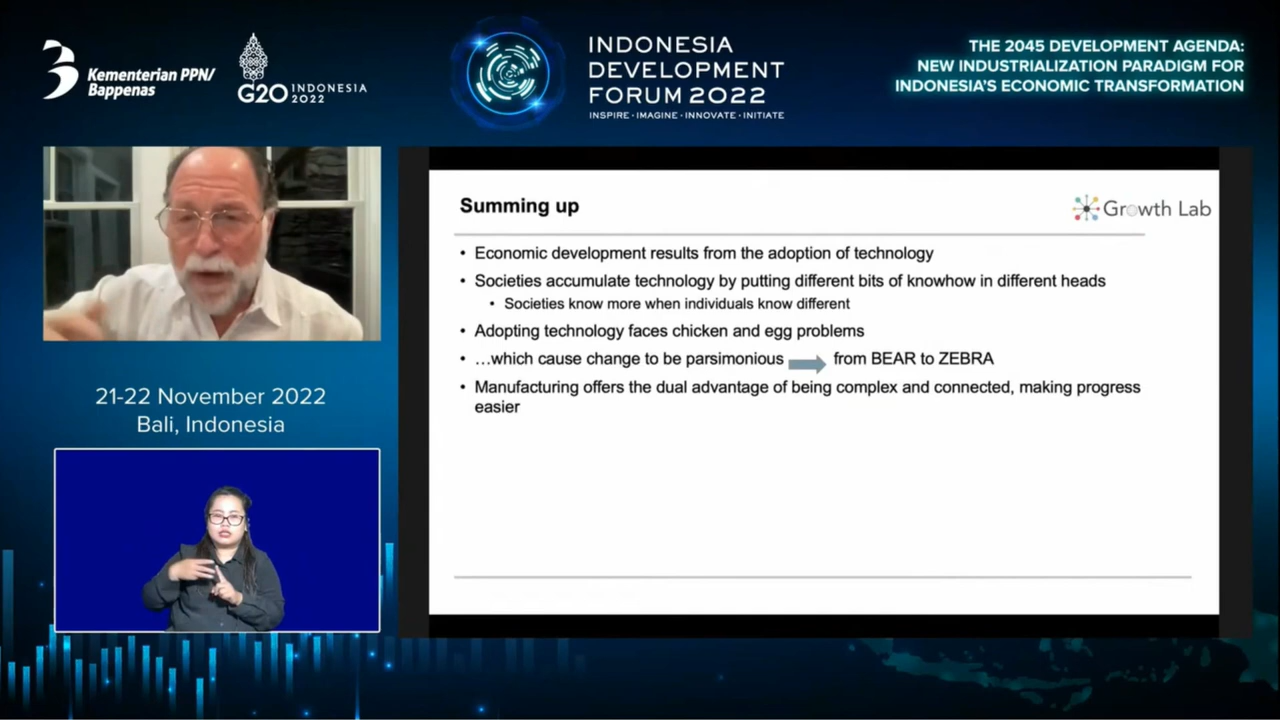 Kementerian PPN/
Bappenas
G20 INDONESIA
2022
INDONESIA
DEVELOPMENT
FORUM 2022
INSPIRE · IMAGINE · INNOVATE · INITIATE
THE 2045 DEVELOPMENT AGENDA:
NEW INDUSTRIALIZATION PARADIGM FOR
INDONESIA'S ECONOMIC TRANSFORMATION
21-22 November 2022
Bali, Indonesia
Summing up
Growth Lab
• Economic development results from the adoption of technology
• Societies accumulate technology by putting different bits of knowhow in different heads
• Societies know more when individuals know different
• Adopting technology faces chicken and egg problems
• …which cause change to be parsimonious from BEAR to ZEBRA
• Manufacturing offers the dual advantage of being complex and connected, making progress
easier